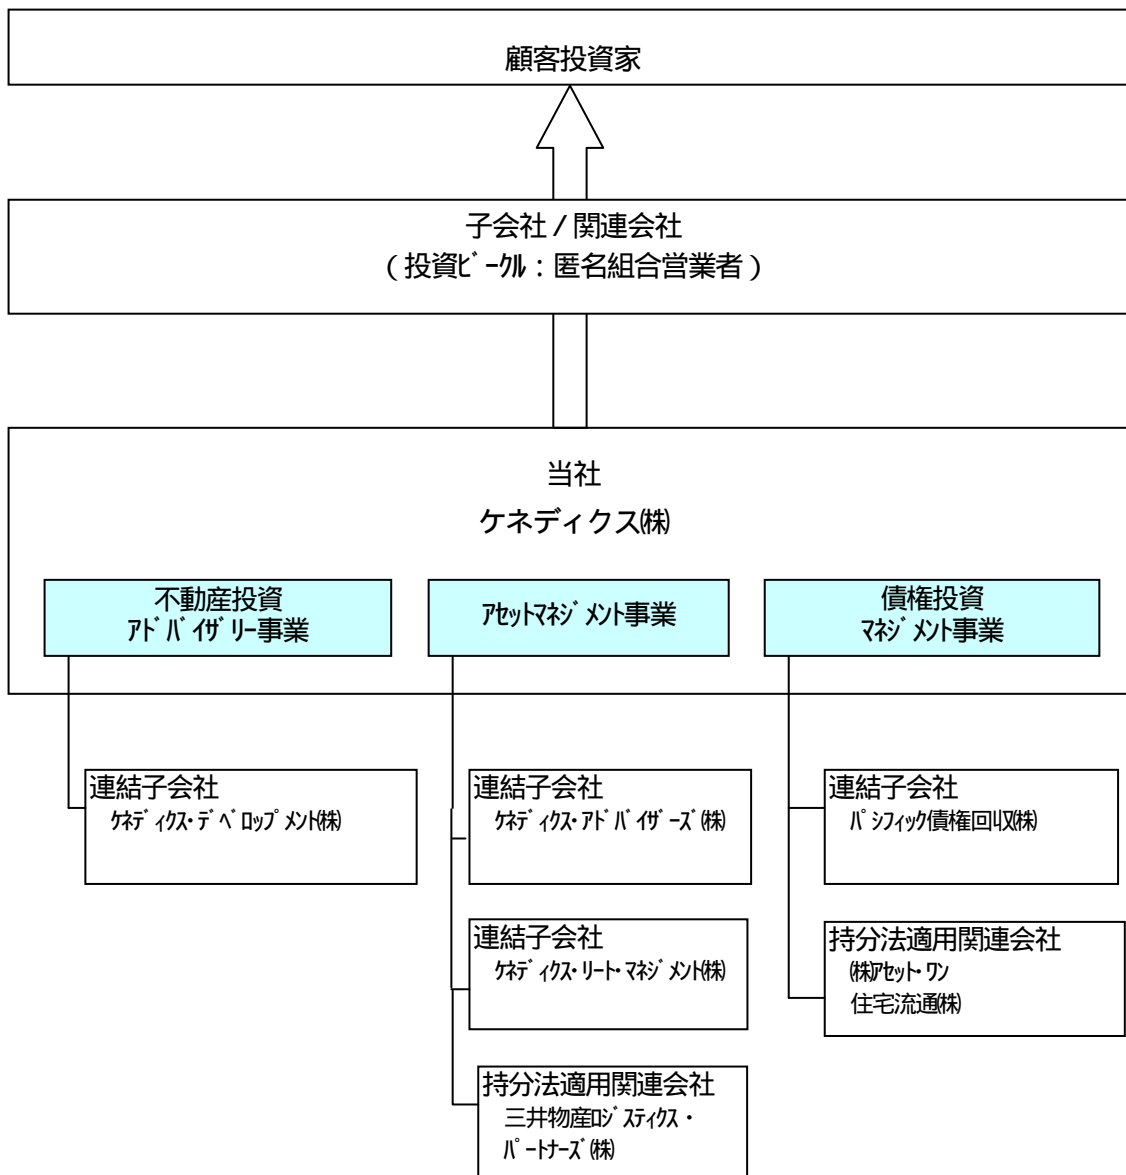 顧客投資家
子会社 / 関連会社
（投資ﾋﾞｰｸﾙ：匿名組合営業者）
当社
ケネディクス㈱
不動産投資
ｱﾄﾞﾊﾞｲｻﾞﾘｰ事業
ｱｾｯﾄﾏﾈｼﾞﾒﾝﾄ事業
債権投資
ﾏﾈｼﾞﾒﾝﾄ事業
連結子会社
ｹﾈﾃﾞｨｸｽ･ﾃﾞﾍﾞﾛｯﾌﾟﾒﾝﾄ㈱
連結子会社
ｹﾈﾃﾞｨｸｽ･ｱﾄﾞﾊﾞｲｻﾞｰｽﾞ㈱
連結子会社
ﾊﾟｼﾌｨｯｸ債権回収㈱
連結子会社
ｹﾈﾃﾞｨｸｽ･ﾘｰﾄ･ﾏﾈｼﾞﾒﾝﾄ㈱
持分法適用関連会社
㈱ｱｾｯﾄ･ﾜﾝ
住宅流通㈱
持分法適用関連会社
三井物産ﾛｼﾞｽﾃｨｸｽ・
ﾊﾟｰﾄﾅｰｽﾞ㈱